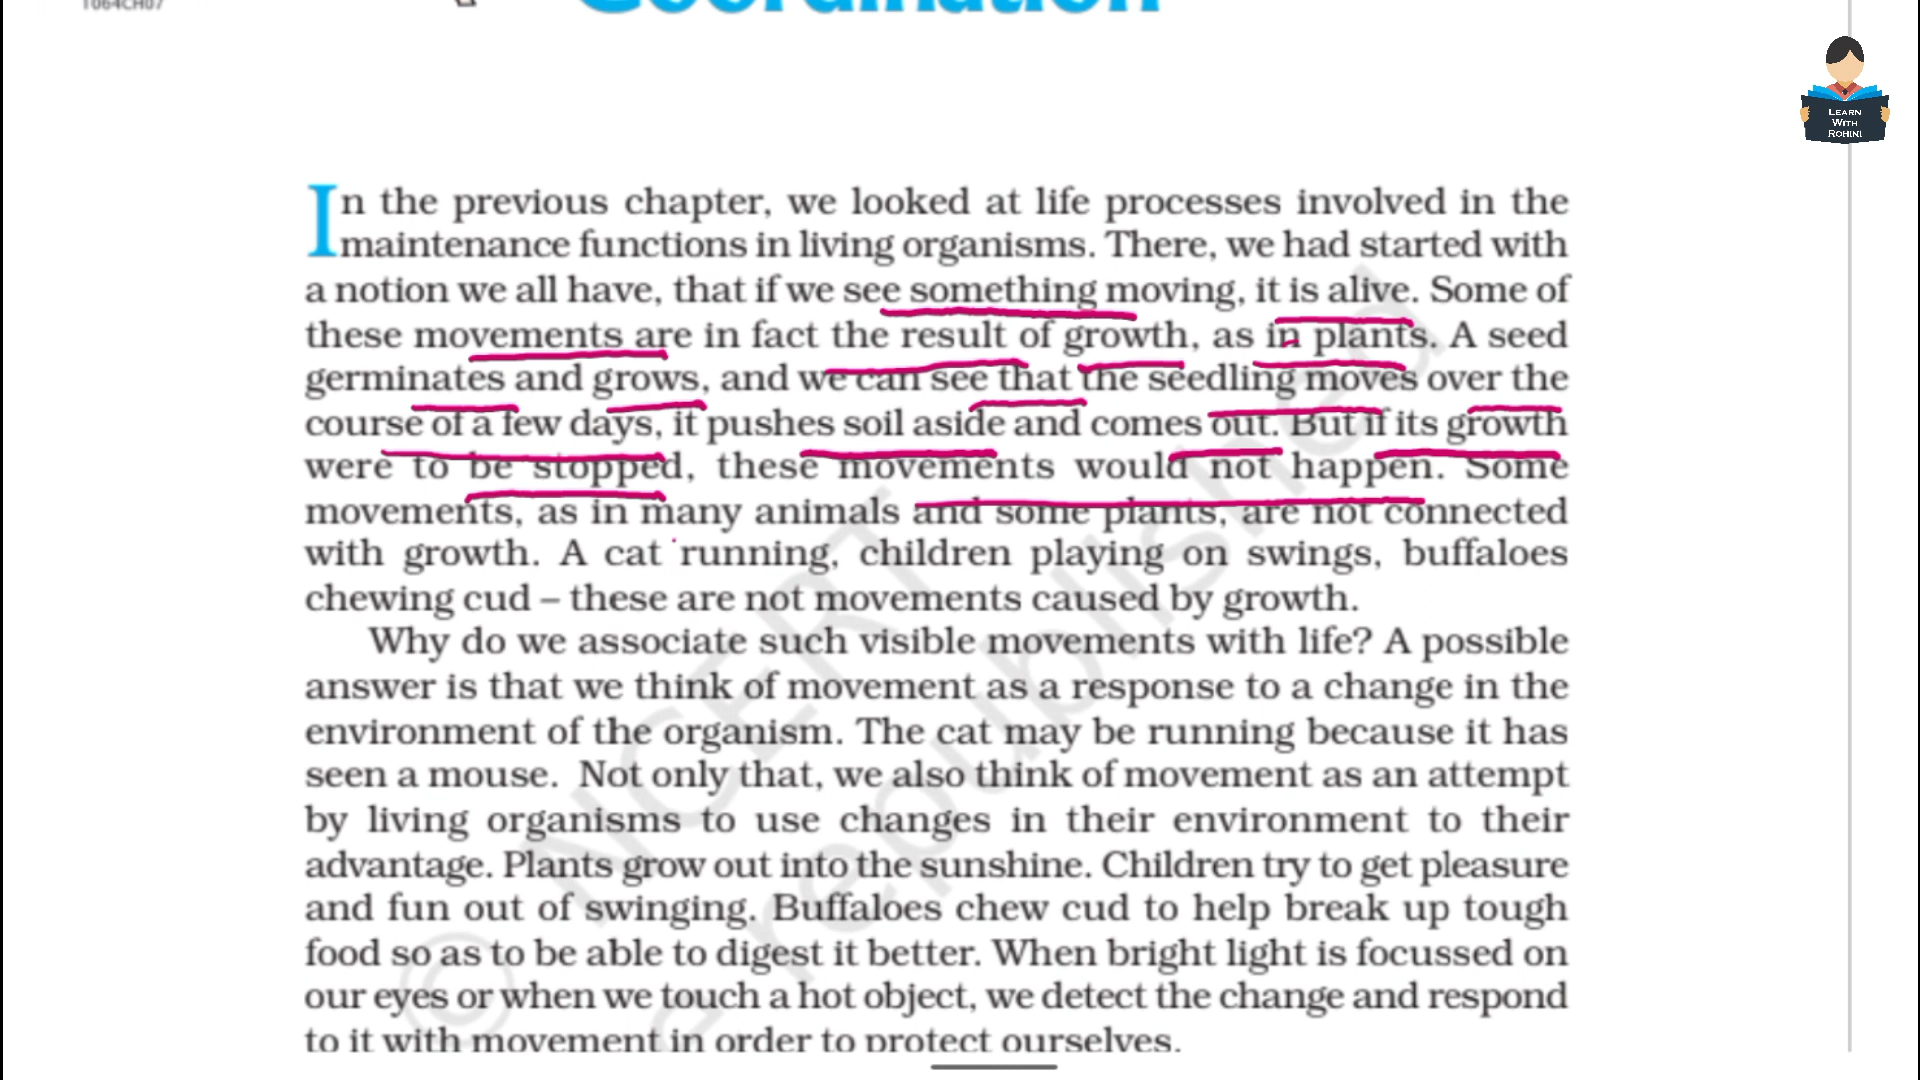 1064CH07
Coordination
LEARN
WITH
ROHINI
In the previous chapter, we looked at life processes involved in the
maintenance functions in living organisms. There, we had started with
a notion we all have, that if we see something moving, it is alive. Some of
these movements are in fact the result of growth, as in plants. A seed
germinates and grows, and we can see that the seedling moves over the
course of a few days, it pushes soil aside and comes out. But if its growth
were to be stopped, these movements would not happen. Some
movements, as in many animals and some plants, are not connected
with growth. A cat running, children playing on swings, buffaloes
chewing cud – these are not movements caused by growth.
Why do we associate such visible movements with life? A possible
answer is that we think of movement as a response to a change in the
environment of the organism. The cat may be running because it has
seen a mouse. Not only that, we also think of movement as an attempt
by living organisms to use changes in their environment to their
advantage. Plants grow out into the sunshine. Children try to get pleasure
and fun out of swinging. Buffaloes chew cud to help break up tough
food so as to be able to digest it better. When bright light is focussed on
our eyes or when we touch a hot object, we detect the change and respond
to it with movement in order to protect ourselves.
© NCERT
republished